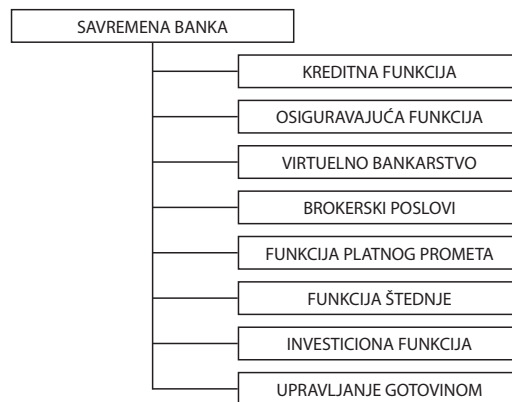 SAVREMENA BANKA
KREDITNA FUNKCIJA
OSIGURAVAJUĆA FUNKCIJA
VIRTUELNO BANKARSTVO
BROKERSKI POSLOVI
FUNKCIJA PLATNOG PROMETA
FUNKCIJA ŠTEDNJE
INVESTICIONA FUNKCIJA
UPRAVLJANJE GOTOVINOM